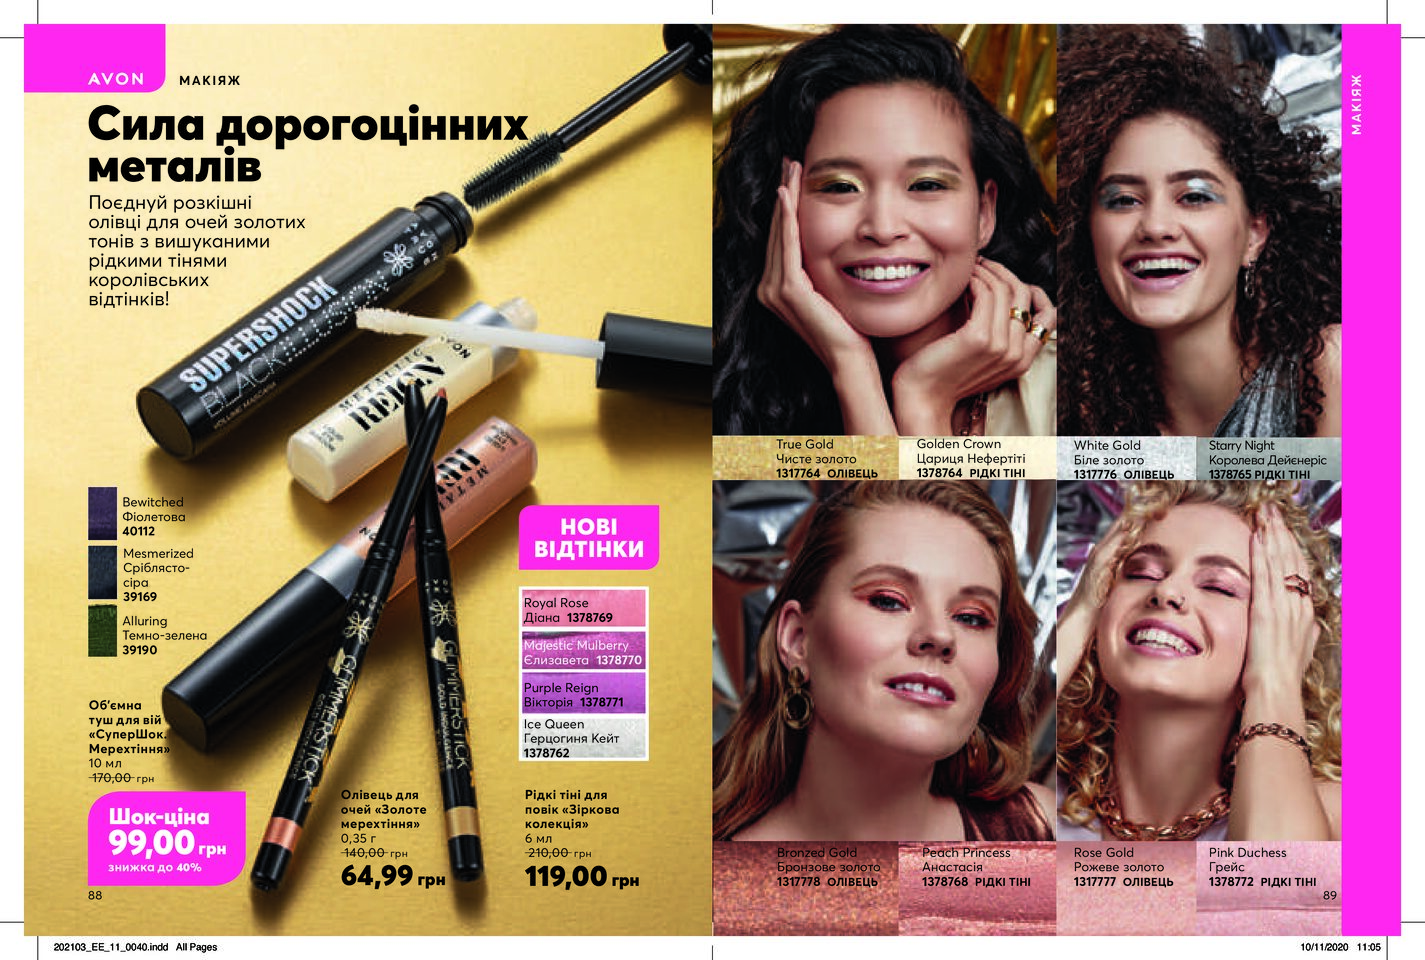 AVON
МАКІЯЖ
Сила дорогоцінних
металів
Поєднуй розкішні
олівці для очей золотих
тонів з вишуканими
рідкими тінями
королівських
відтінків!
SUPERSHOCK
BLACK
VOLUME MASCARA
AVON
METALLIC
REIGN
AVON
GLIMMERSTICK
GLIMMERSTICK
Bewitched
Фіолетова
40112
Mesmerized
Сріблясто-
сіра
39169
Alluring
Темно-зелена
39190
Об'ємна
туш для вій
«СуперШок.
Мерехтіння»
10 мл
170,00 грн
Шок-ціна
99,00 грн
знижка до 40%
88
НОВІ
ВІДТІНКИ
Royal Rose
Діана 1378769
Majestic Mulberry
Єлизавета 1378770
Purple Reign
Вікторія 1378771
Ice Queen
Герцогиня Кейт
1378762
Олівець для
очей «Золоте
мерехтіння»
0,35 г
140,00 грн
64,99 грн
Рідкі тіні для
повік «Зіркова
колекція»
6 мл
210,00 грн
119,00 грн
МАКІЯЖ
True Gold
Чисте золото
1317764 ОЛІВЕЦЬ
Golden Crown
Цариця Нефертіті
1378764 РІДКІ ТІНІ
White Gold
Біле золото
1317776 ОЛІВЕЦЬ
Starry Night
Королева Дейєнеріс
1378765 РІДКІ ТІНІ
Bronzed Gold
Бронзове золото
1317778 ОЛІВЕЦЬ
Peach Princess
Анастасія
1378768 РІДКІ ТІНІ
Rose Gold
Рожеве золото
1317777 ОЛІВЕЦЬ
Pink Duchess
Грейс
1378772 РІДКІ ТІНІ
89
202103_EE_11_0040.indd All Pages
10/11/2020 11:05